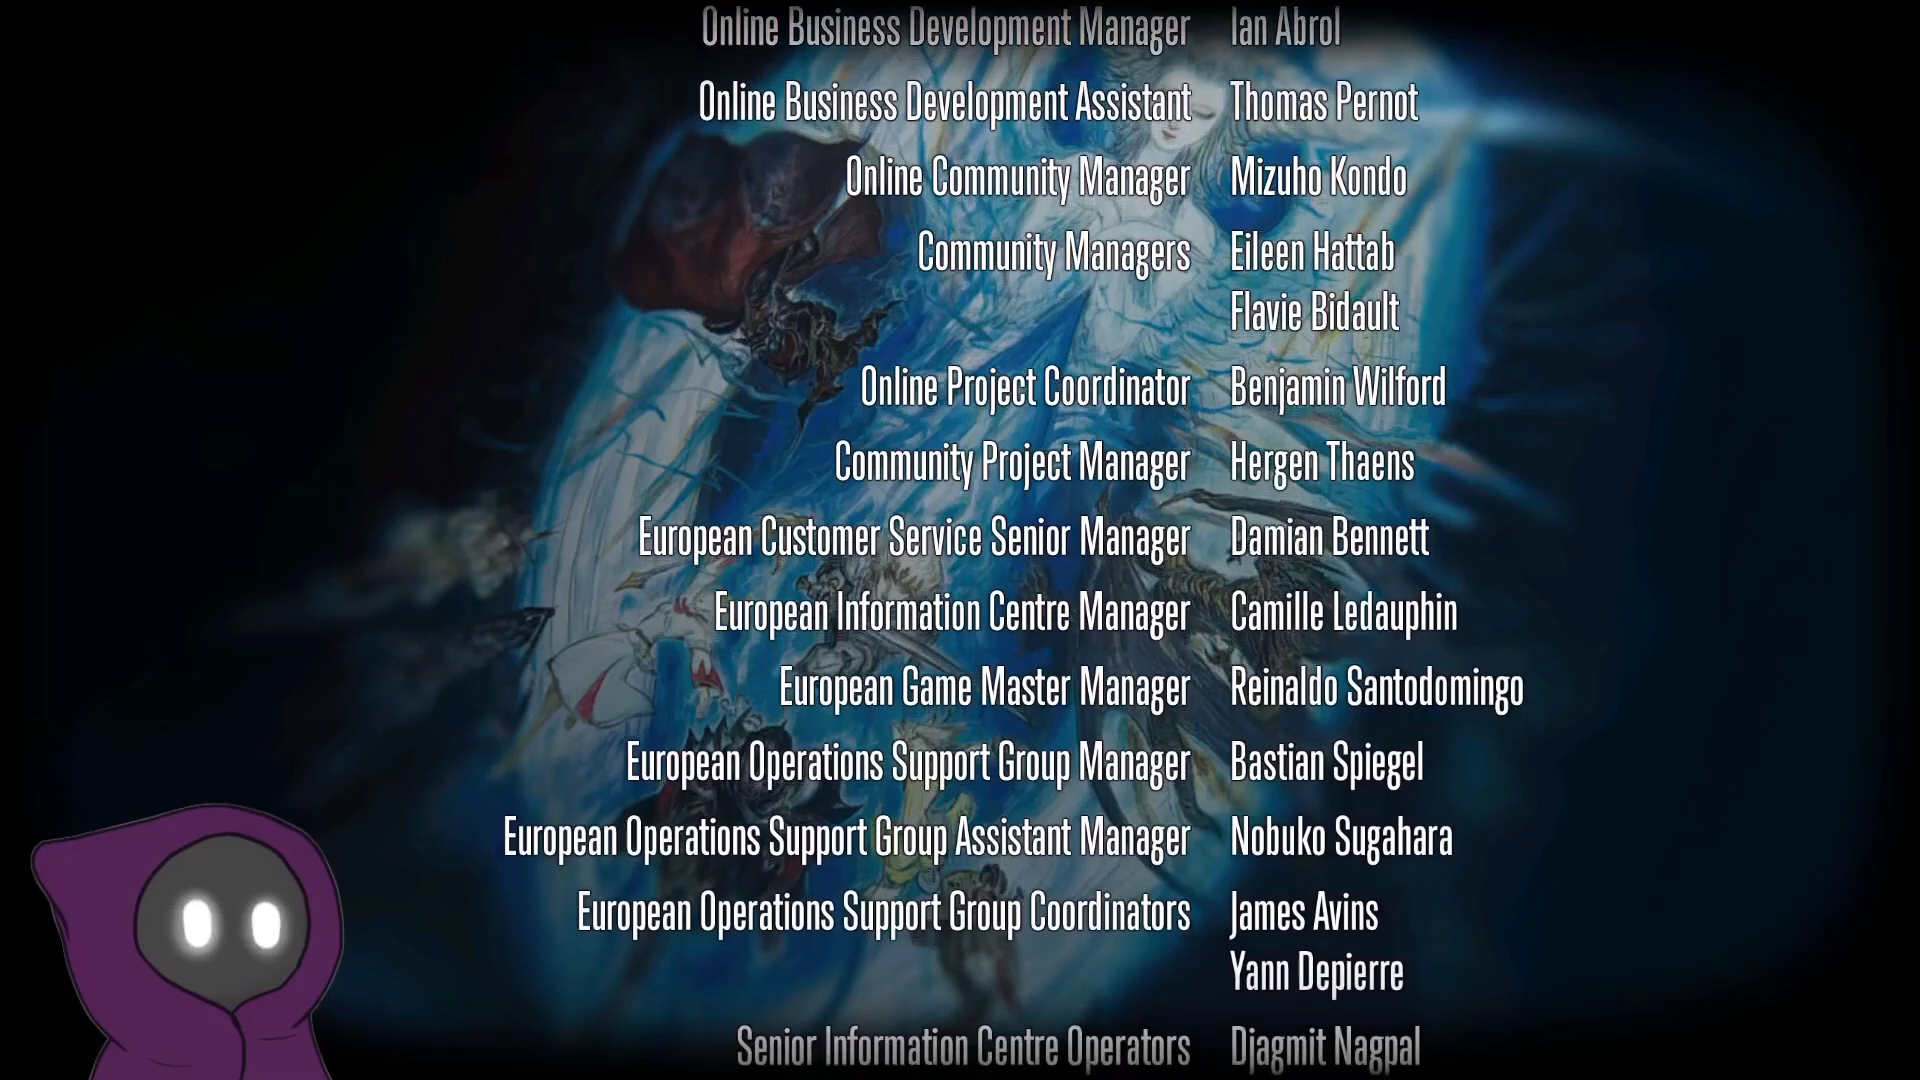 Online Business Development Manager Ian Abrol
Online Business Development Assistant Thomas Pernot
Online Community Manager Mizuho Kondo
Community Managers Eileen Hattab
Flavie Bidault
Online Project Coordinator Benjamin Wilford
Community Project Manager Hergen Thaens
European Customer Service Senior Manager Damian Bennett
European Information Centre Manager Camille Ledauphin
European Game Master Manager Reinaldo Santodomingo
European Operations Support Group Manager Bastian Spiegel
European Operations Support Group Assistant Manager Nobuko Sugahara
European Operations Support Group Coordinators James Avins
Yann Depierre
Senior Information Centre Operators Djagmit Nagpal